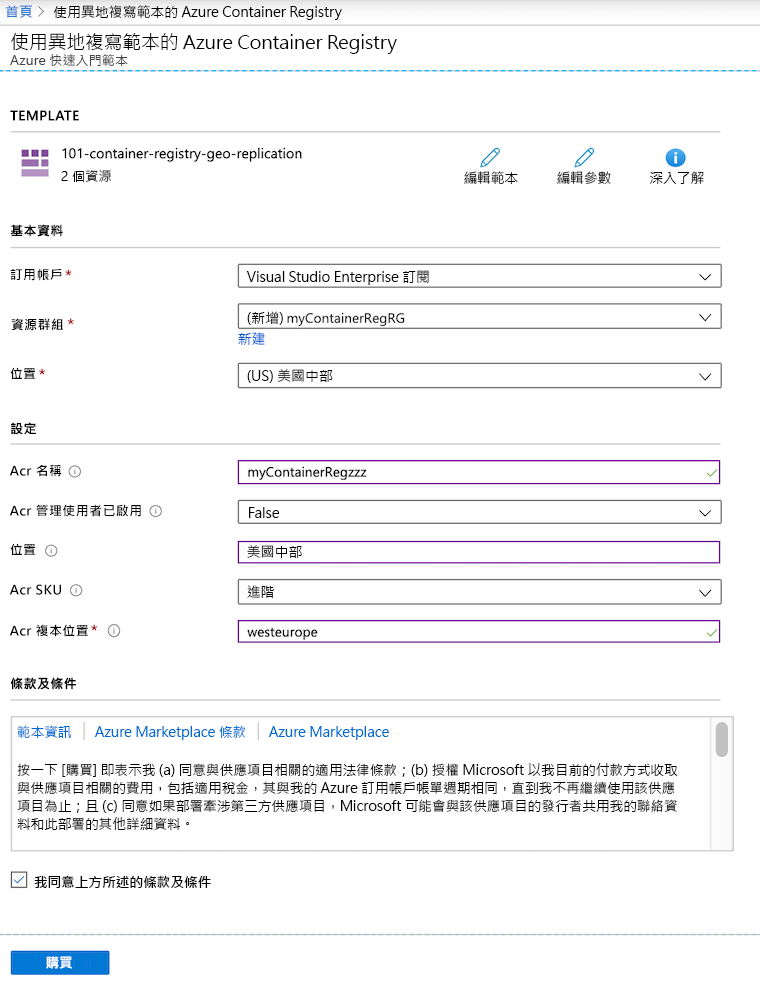 首頁 > 使用異地複寫範本的 Azure Container Registry
使用異地複寫範本的 Azure Container Registry
Azure 快速入門範本
TEMPLATE
101-container-registry-geo-replication
2 個資源
編輯範本
編輯參數
深入了解
基本資料
訂用帳戶*
Visual Studio Enterprise 訂閱
資源群組*
(新增) myContainerRegRG
新建
位置*
(US) 美國中部
設定
Acr 名稱
myContainerRegzzz
Acr 管理使用者已啟用
False
位置
美國中部
Acr SKU
進階
Acr 複本位置*
westeurope
條款及條件
範本資訊 | Azure Marketplace 條款 | Azure Marketplace
按一下 [購買] 即表示我 (a) 同意與供應項目相關的適用法律條款；(b) 授權 Microsoft 以我目前的付款方式收取
與供應項目相關的費用，包括適用稅金，其與我的 Azure 訂用帳戶帳單週期相同，直到我不再繼續使用該供應
項目為止；且 (c) 同意如果部署牽涉第三方供應項目，Microsoft 可能會與該供應項目的發行者共用我的聯絡資
料和此部署的其他詳細資料。
我同意上方所述的條款及條件
購買